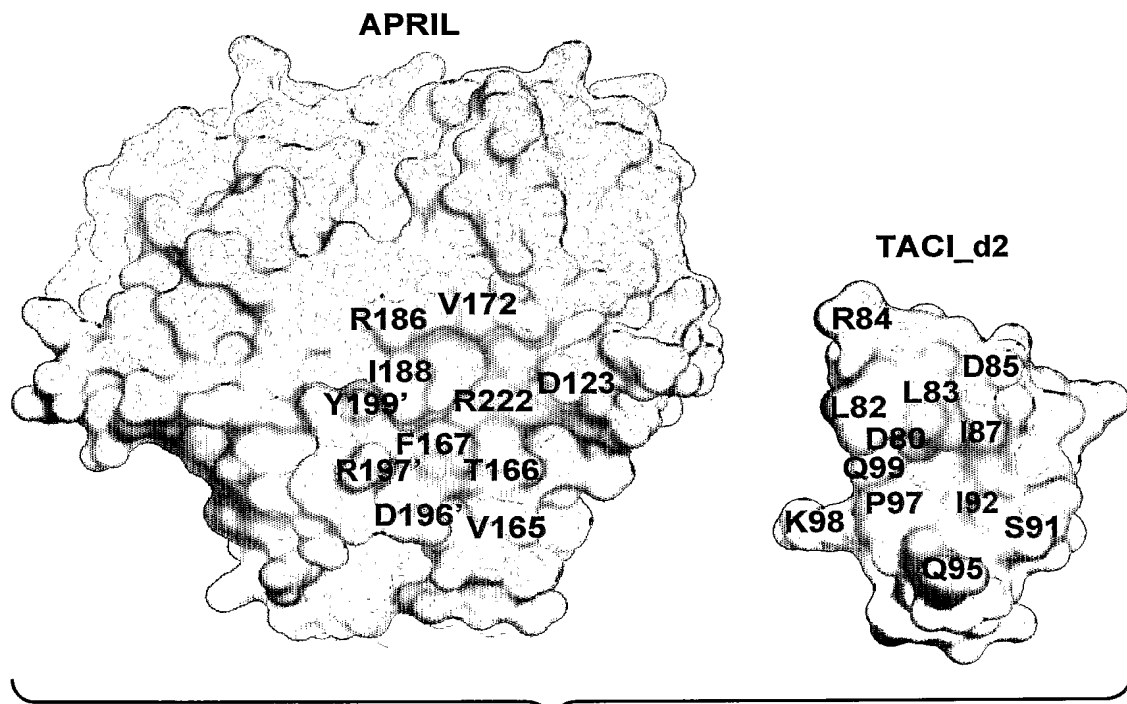 APRIL
R186
V172
I188
D123
Y199'
R222
F167
R197'
T166
D196'
V165
TACI_d2
R84
D85
L83
L82
D80
I87
Q99
P97
I92
K98
S91
Q95